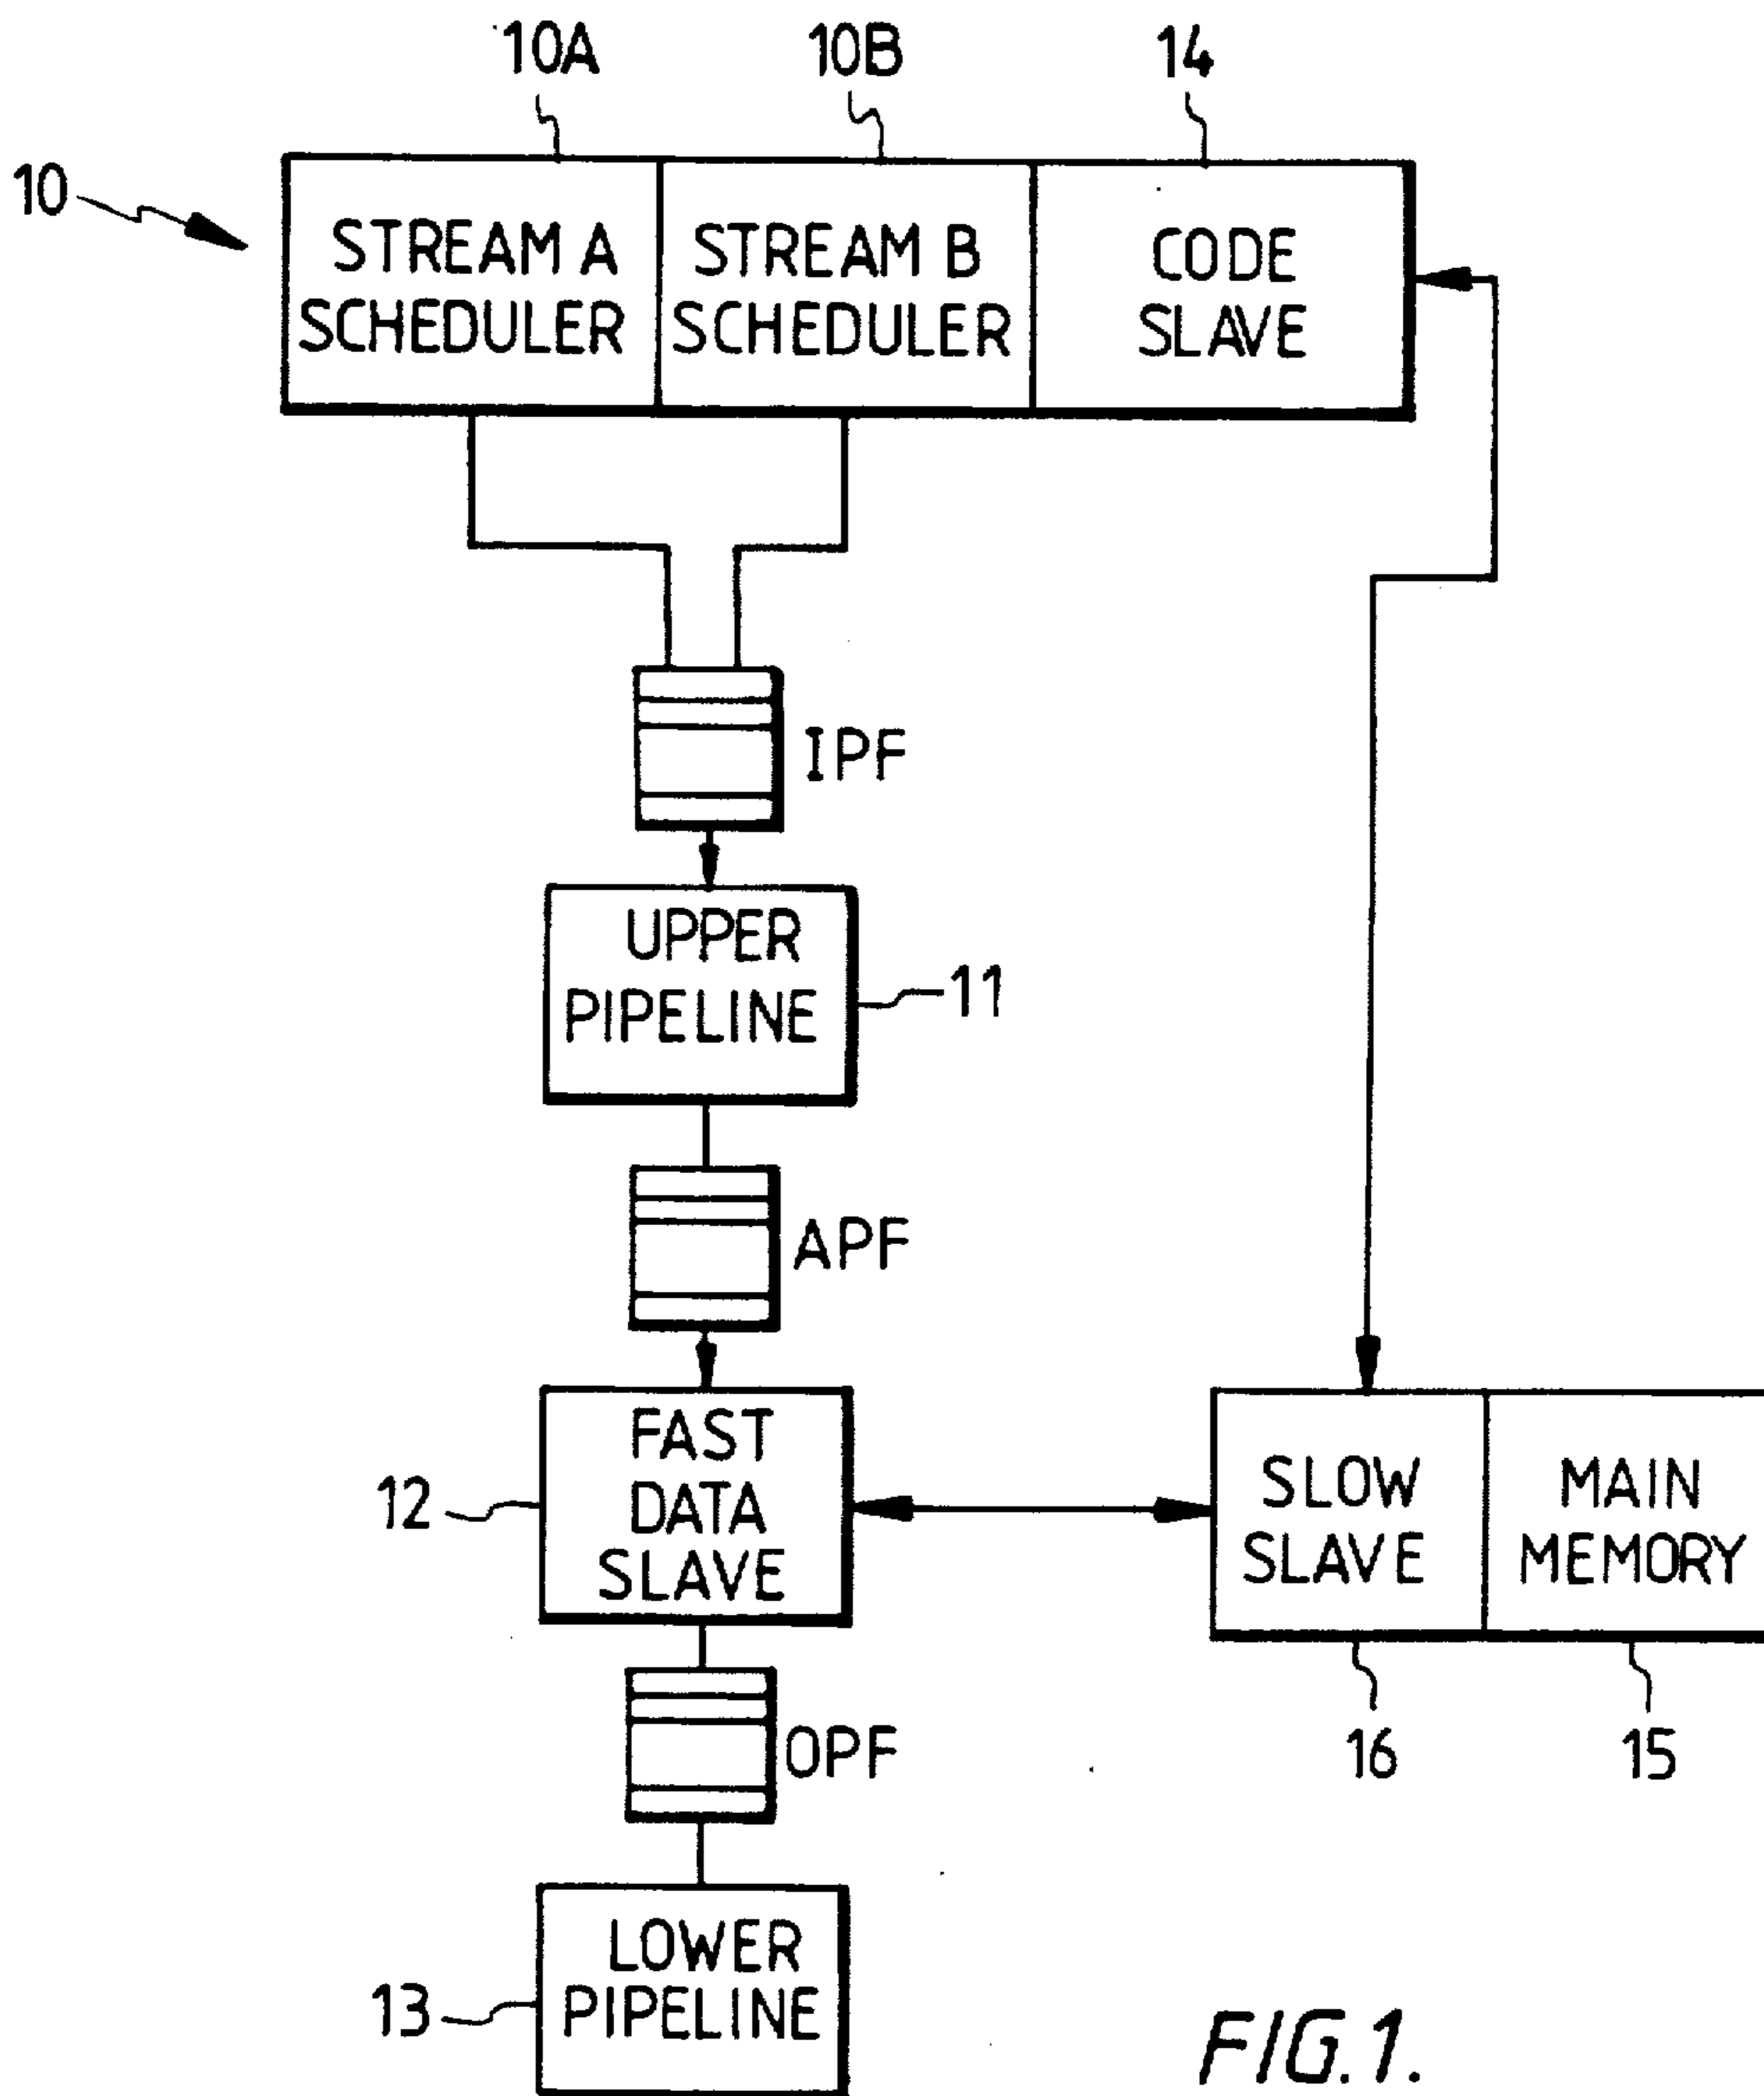 10A
10B
14
10
STREAM A
SCHEDULER
STREAM B
SCHEDULER
CODE
SLAVE
IPF
UPPER
PIPELINE
11
APF
FAST
DATA
SLAVE
12
SLOW
SLAVE
MAIN
MEMORY
16
15
OPF
LOWER
PIPELINE
13
FIG.1.